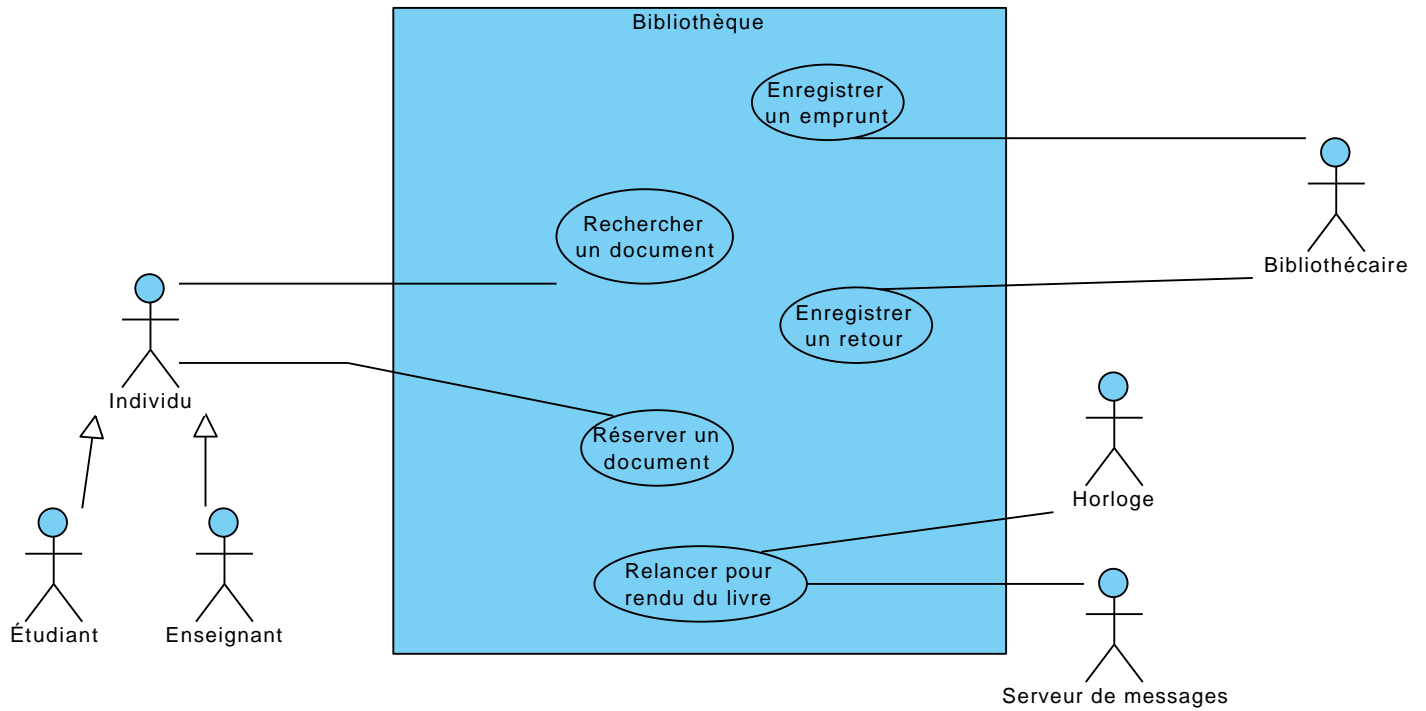 Bibliothèque
Enregistrer
un emprunt
Rechercher
un document
Bibliothécaire
Enregistrer
un retour
Individu
Réserver un
document
Horloge
Relancer pour
rendu du livre
Étudiant
Enseignant
Serveur de messages